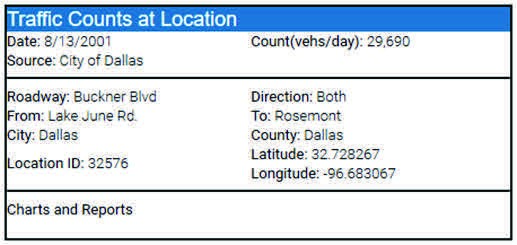 Traffic Counts at Location
Date: 8/13/2001 Count(vehs/day): 29,690
Source: City of Dallas
Roadway: Buckner Blvd Direction: Both
From: Lake June Rd. To: Rosemont
City: Dallas County: Dallas
Latitude: 32.728267
Location ID: 32576
Longitude: -96.683067
Charts and Reports